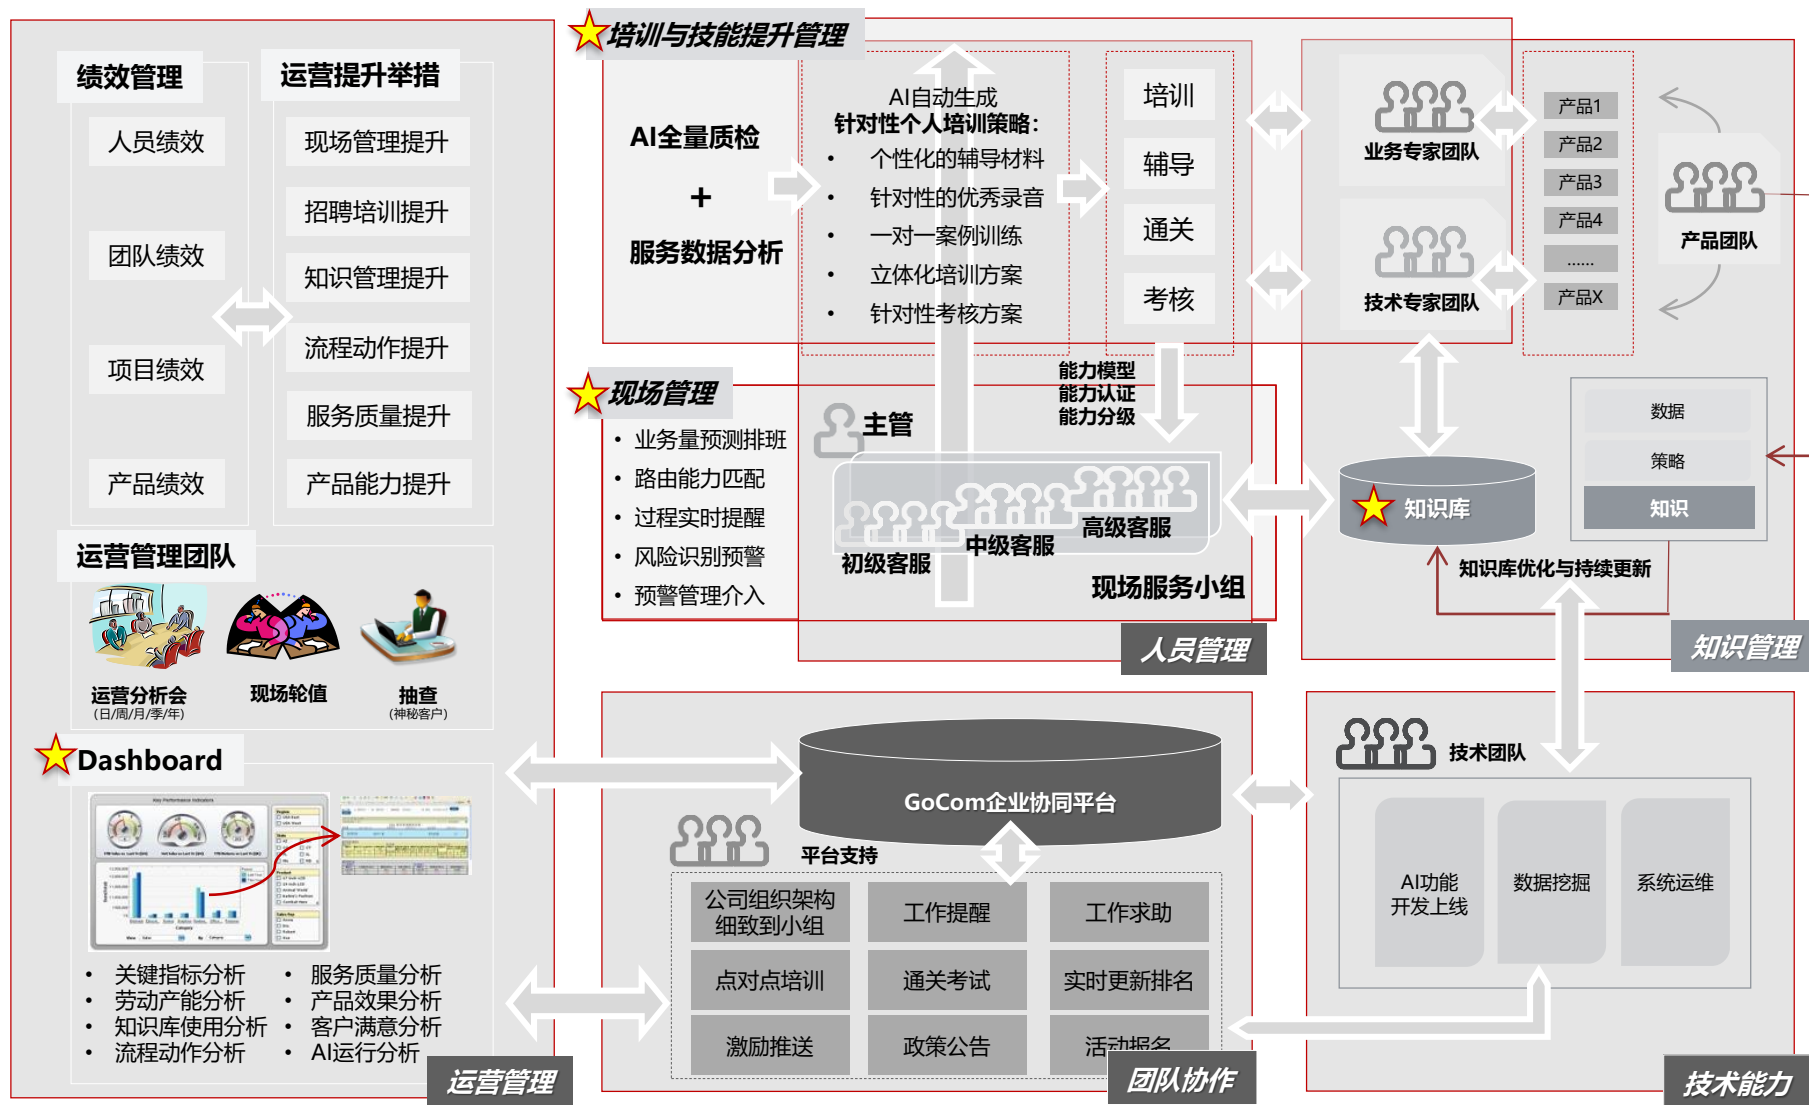 绩效管理
人员绩效
团队绩效
项目绩效
产品绩效
运营提升举措
现场管理提升
招聘培训提升
知识管理提升
流程动作提升
服务质量提升
产品能力提升
运营管理团队
运营分析会
(日/周/月/季/年)
现场轮值
抽查
(神秘客户)
Dashboard
Key Performance Indicators
• 关键指标分析
• 劳动产能分析
• 知识库使用分析
• 流程动作分析
• 服务质量分析
• 产品效果分析
• 客户满意分析
• AI运行分析
运营管理
培训与技能提升管理
AI全量质检
+
服务数据分析
AI自动生成
针对性个人培训策略：
• 个性化的辅导材料
• 针对性的优秀录音
• 一对一案例训练
• 立体化培训方案
• 针对性考核方案
培训
辅导
通关
考核
业务专家团队
技术专家团队
产品1
产品2
产品3
产品4
......
产品X
产品团队
能力模型
能力认证
能力分级
现场管理
• 业务量预测排班
• 路由能力匹配
• 过程实时提醒
• 风险识别预警
• 预警管理介入
主管
初级客服
中级客服
高级客服
现场服务小组
人员管理
知识库
数据
策略
知识
知识库优化与持续更新
知识管理
GoCom企业协同平台
平台支持
公司组织架构
细致到小组
工作提醒
工作求助
点对点培训
通关考试
实时更新排名
激励推送
政策公告
活动报名
团队协作
技术团队
AI功能
开发上线
数据挖掘
系统运维
技术能力